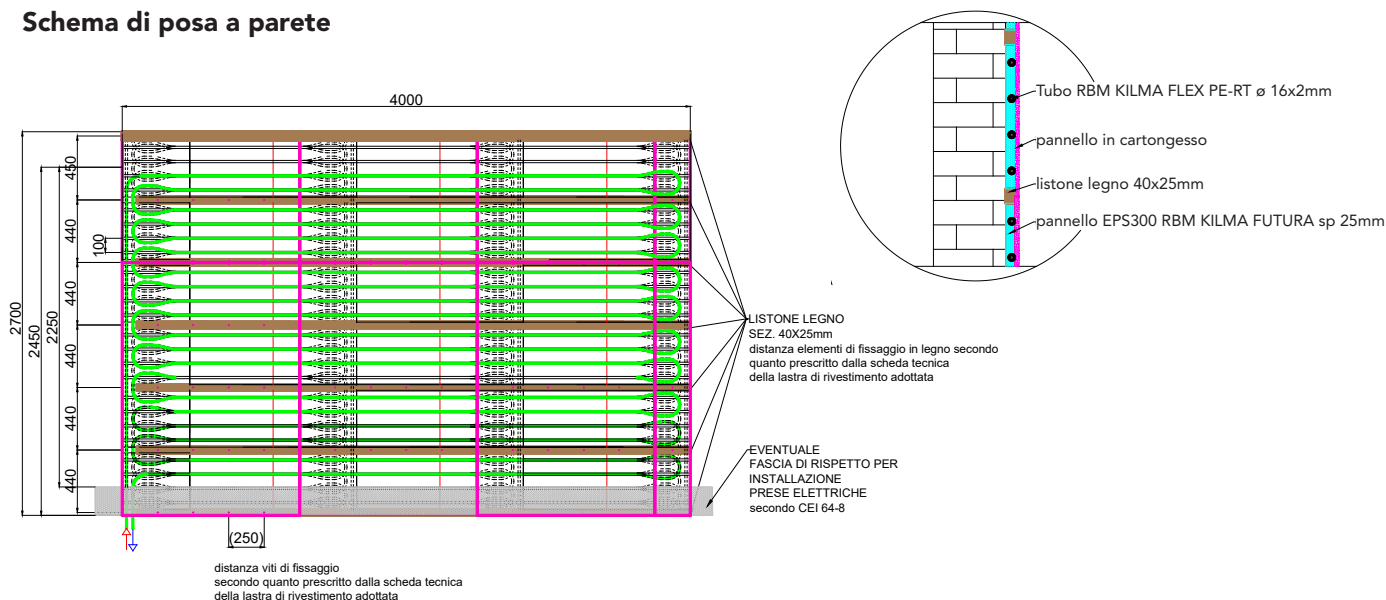 Schema di posa a parete
4000
2700
2450
2250
4550
440
100
440
440
440
440
(250)
distanza viti di fissaggio
secondo quanto prescritto dalla scheda tecnica
della lastra di rivestimento adottata
LISTONE LEGNO
SEZ. 40X25mm
distanza elementi di fissaggio in legno secondo
quanto prescritto dalla scheda tecnica
della lastra di rivestimento adottata
EVENTUALE
FASCIA DI RISPETTO PER
INSTALLAZIONE
PRESE ELETTRICHE
secondo CEI 64-8
Tubo RBM KILMA FLEX PE-RT ø 16x2mm
pannello in cartongesso
listone legno 40x25mm
pannello EPS300 RBM KILMA FUTURA sp 25mm